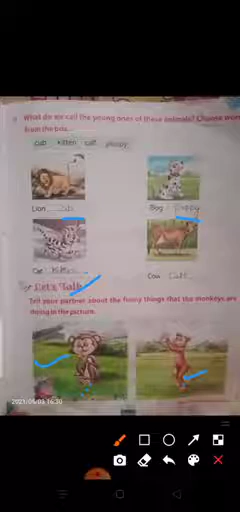 What do we call the young ones of these animals? Choose words
from the box.
cub kitten calf puppy
Lion cub
Dog puppy
Cat kitten
Cow calf
Let's Talk
Tell your partner about the funny things that the monkeys are
doing in the picture.
2021/05/03 16:30